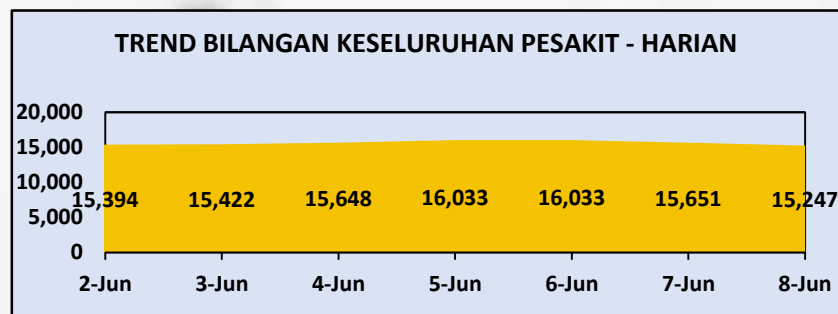 TREND BILANGAN KESELURUHAN PESAKIT - HARIAN
20,000
15,000
10,000
5,000
0
15,394 15,422 15,648 16,033 16,033 15,651 15,247
2-Jun 3-Jun 4-Jun 5-Jun 6-Jun 7-Jun 8-Jun